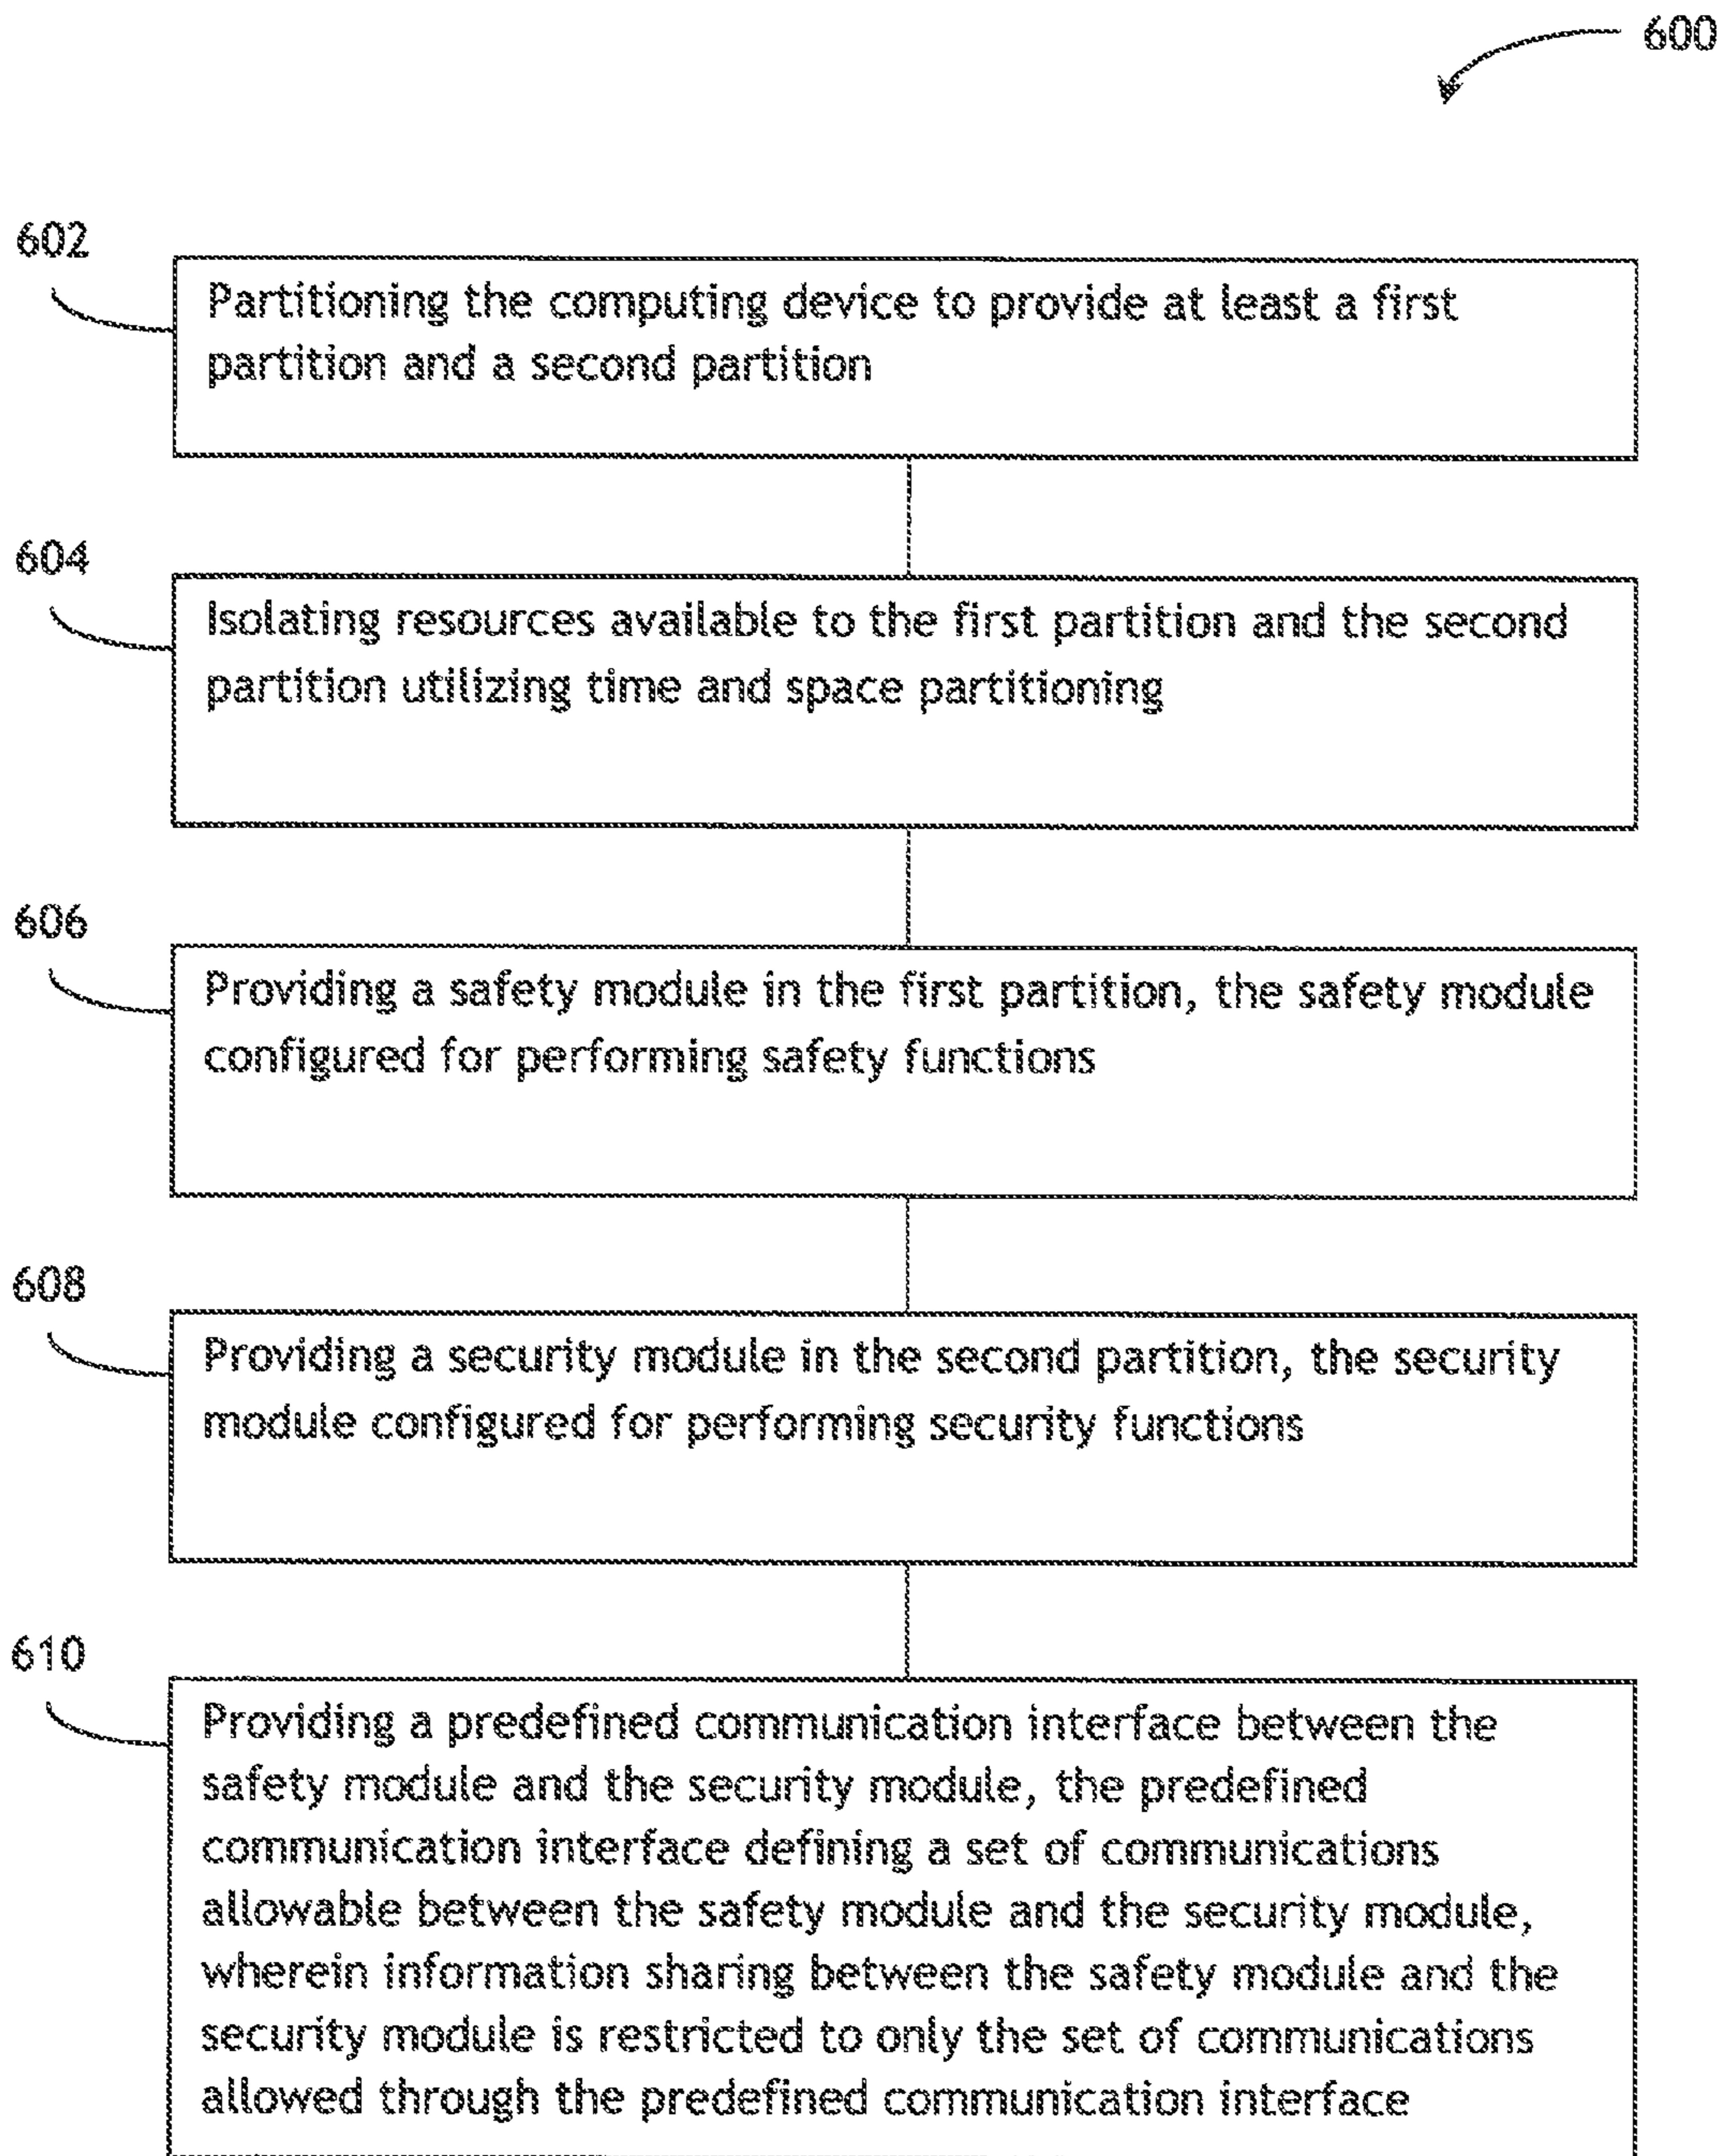 600
602
Partitioning the computing device to provide at least a first
partition and a second partition
604
Isolating resources available to the first partition and the second
partition utilizing time and space partitioning
606
Providing a safety module in the first partition, the safety module
configured for performing safety functions
608
Providing a security module in the second partition, the security
module configured for performing security functions
610
Providing a predefined communication interface between the
safety module and the security module, the predefined
communication interface defining a set of communications
allowable between the safety module and the security module,
wherein information sharing between the safety module and the
security module is restricted to only the set of communications
allowed through the predefined communication interface